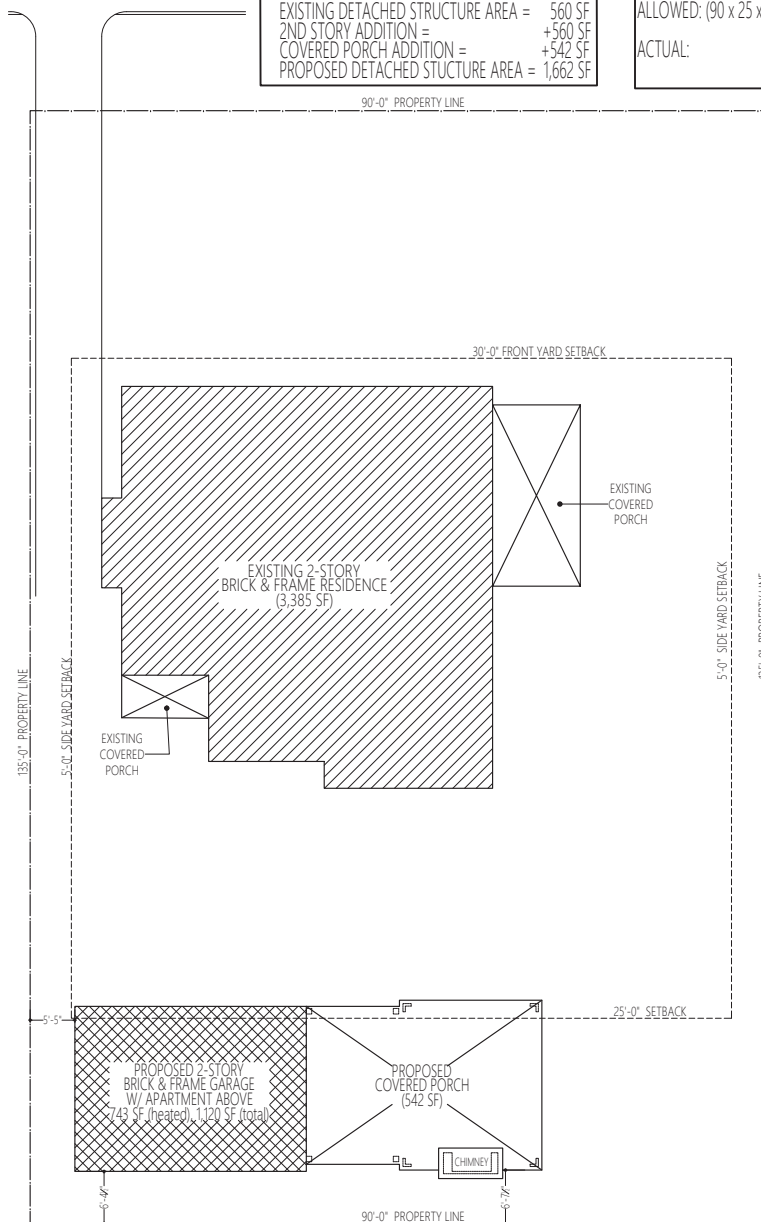 EXISTING DETACHED STRUCTURE AREA = 560 SF
2ND STORY ADDITION = +560 SF
COVERED PORCH ADDITION = +542 SF
PROPOSED DETACHED STUCTURE AREA = 1,662 SF
ALLOWED: (90 x 25 x
ACTUAL:
90'-0" PROPERTY LINE
30'-0" FRONT YARD SETBACK
EXISTING
COVERED
PORCH
EXISTING 2-STORY
BRICK & FRAME RESIDENCE
(3,385 SF)
5'-0" SIDE YARD SETBACK
135'-0" PROPERTY LINE
5'-0" SIDE YARD SETBACK
EXISTING
COVERED
PORCH
5'-5"
25'-0" SETBACK
PROPOSED 2-STORY
BRICK & FRAME GARAGE
W/ APARTMENT ABOVE
743 SF (heated), 1,120 SF (total)
PROPOSED
COVERED PORCH
(542 SF)
CHIMNEY
90'-0" PROPERTY LINE